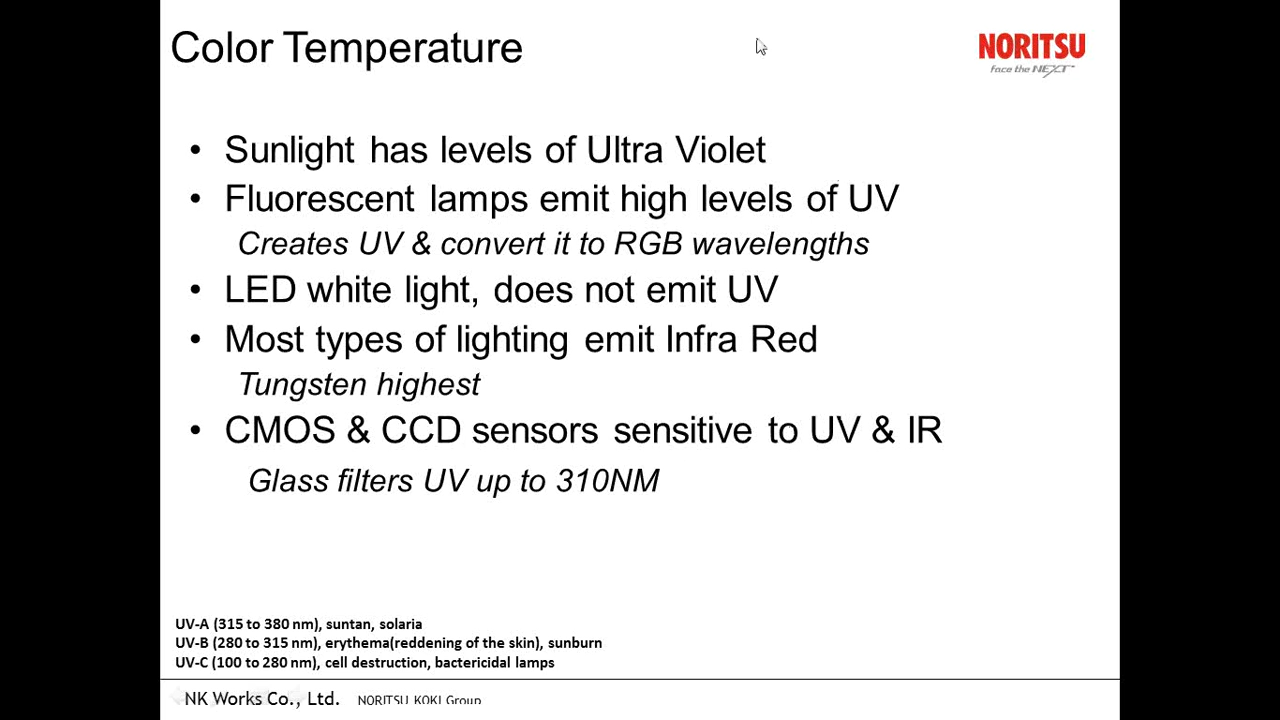 Color Temperature
NORITSU
face the NEXT
• Sunlight has levels of Ultra Violet
• Fluorescent lamps emit high levels of UV
Creates UV & convert it to RGB wavelengths
• LED white light, does not emit UV
• Most types of lighting emit Infra Red
Tungsten highest
• CMOS & CCD sensors sensitive to UV & IR
Glass filters UV up to 310NM
UV-A (315 to 380 nm), suntan, solaria
UV-B (280 to 315 nm), erythema(reddening of the skin), sunburn
UV-C (100 to 280 nm), cell destruction, bactericidal lamps
NK Works Co., Ltd. NORITSU KOKI Group